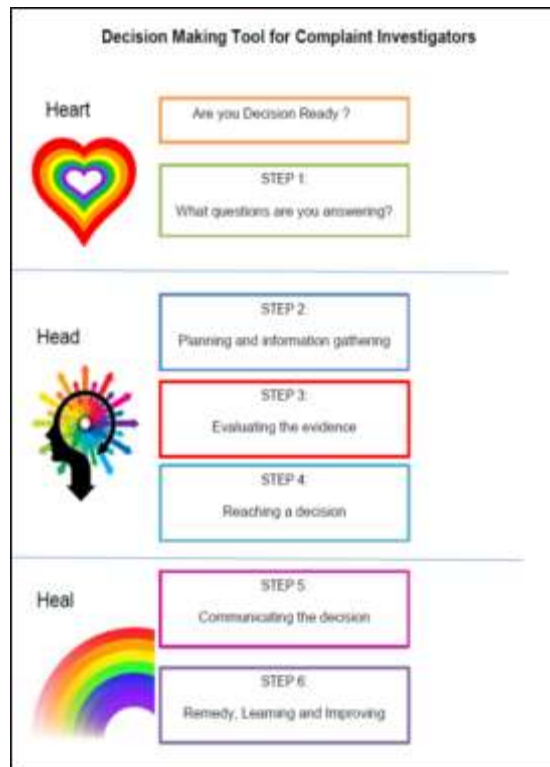 Decision Making Tool for Complaint Investigators
Heart
Are you Decision Ready ?
STEP 1:
What questions are you answering?
Head
STEP 2:
Planning and information gathering
STEP 3:
Evaluating the evidence
STEP 4:
Reaching a decision
Heal
STEP 5:
Communicating the decision
STEP 6:
Remedy, Learning and Improving